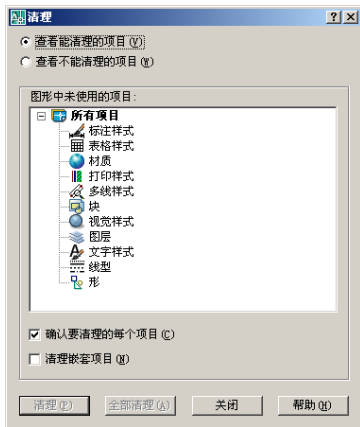 清理
查看能清理的项目(V)
查看不能清理的项目(W)
图形中未使用的项目:
所有项目
标注样式
表格样式
材质
打印样式
多线样式
块
视觉样式
图层
文字样式
线型
形
确认要清理的每个项目(C)
清理嵌套项目(N)
清理(P) 全部清理(A) 关闭 帮助(H)